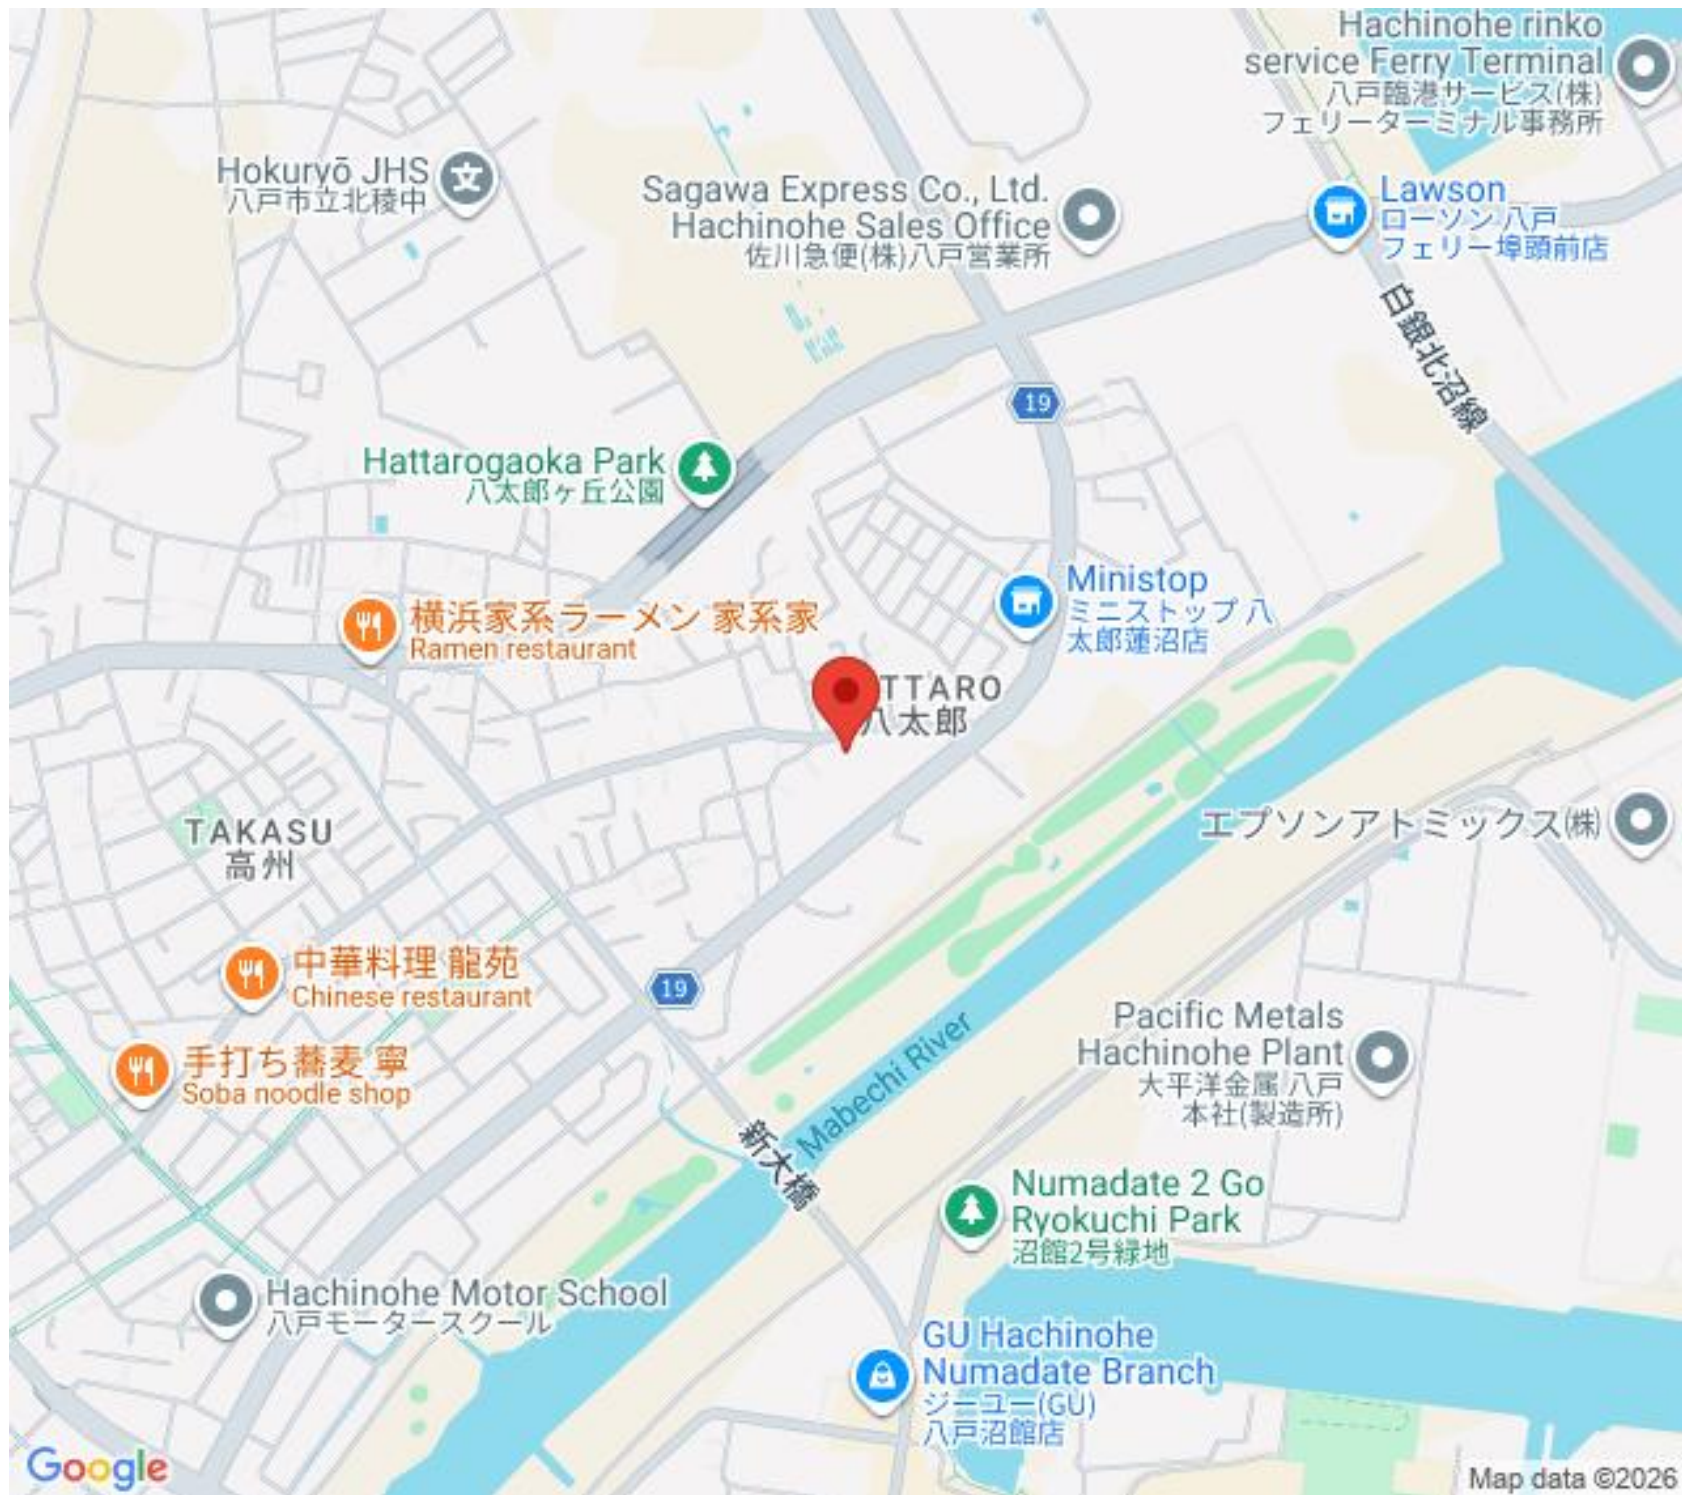 Hachinohe rinko
service Ferry Terminal
八戸臨港サービス(株)
フェリーターミナル事務所
Hokuryō JHS
八戸市立北稜中
Sagawa Express Co., Ltd.
Hachinohe Sales Office
佐川急便(株)八戸営業所
Lawson
ローソン 八戸
フェリー埠頭前店
白銀北沼線
19
Hattarogaoka Park
八太郎ヶ丘公園
Ministop
ミニストップ 八
太郎蓮沼店
横浜家系ラーメン 家系家
Ramen restaurant
TTARO
八太郎
TAKASU
高州
エプソンアトミックス㈱
中華料理 龍苑
Chinese restaurant
19
手打ち蕎麦 寧
Soba noodle shop
Pacific Metals
Hachinohe Plant
大平洋金属 八戸
本社(製造所)
Mabechi River
新大橋
Numadate 2 Go
Ryokuchi Park
沼館2号緑地
Hachinohe Motor School
八戸モータースクール
GU Hachinohe
Numadate Branch
ジーユー(GU)
八戸沼館店
Google
Map data ©2026